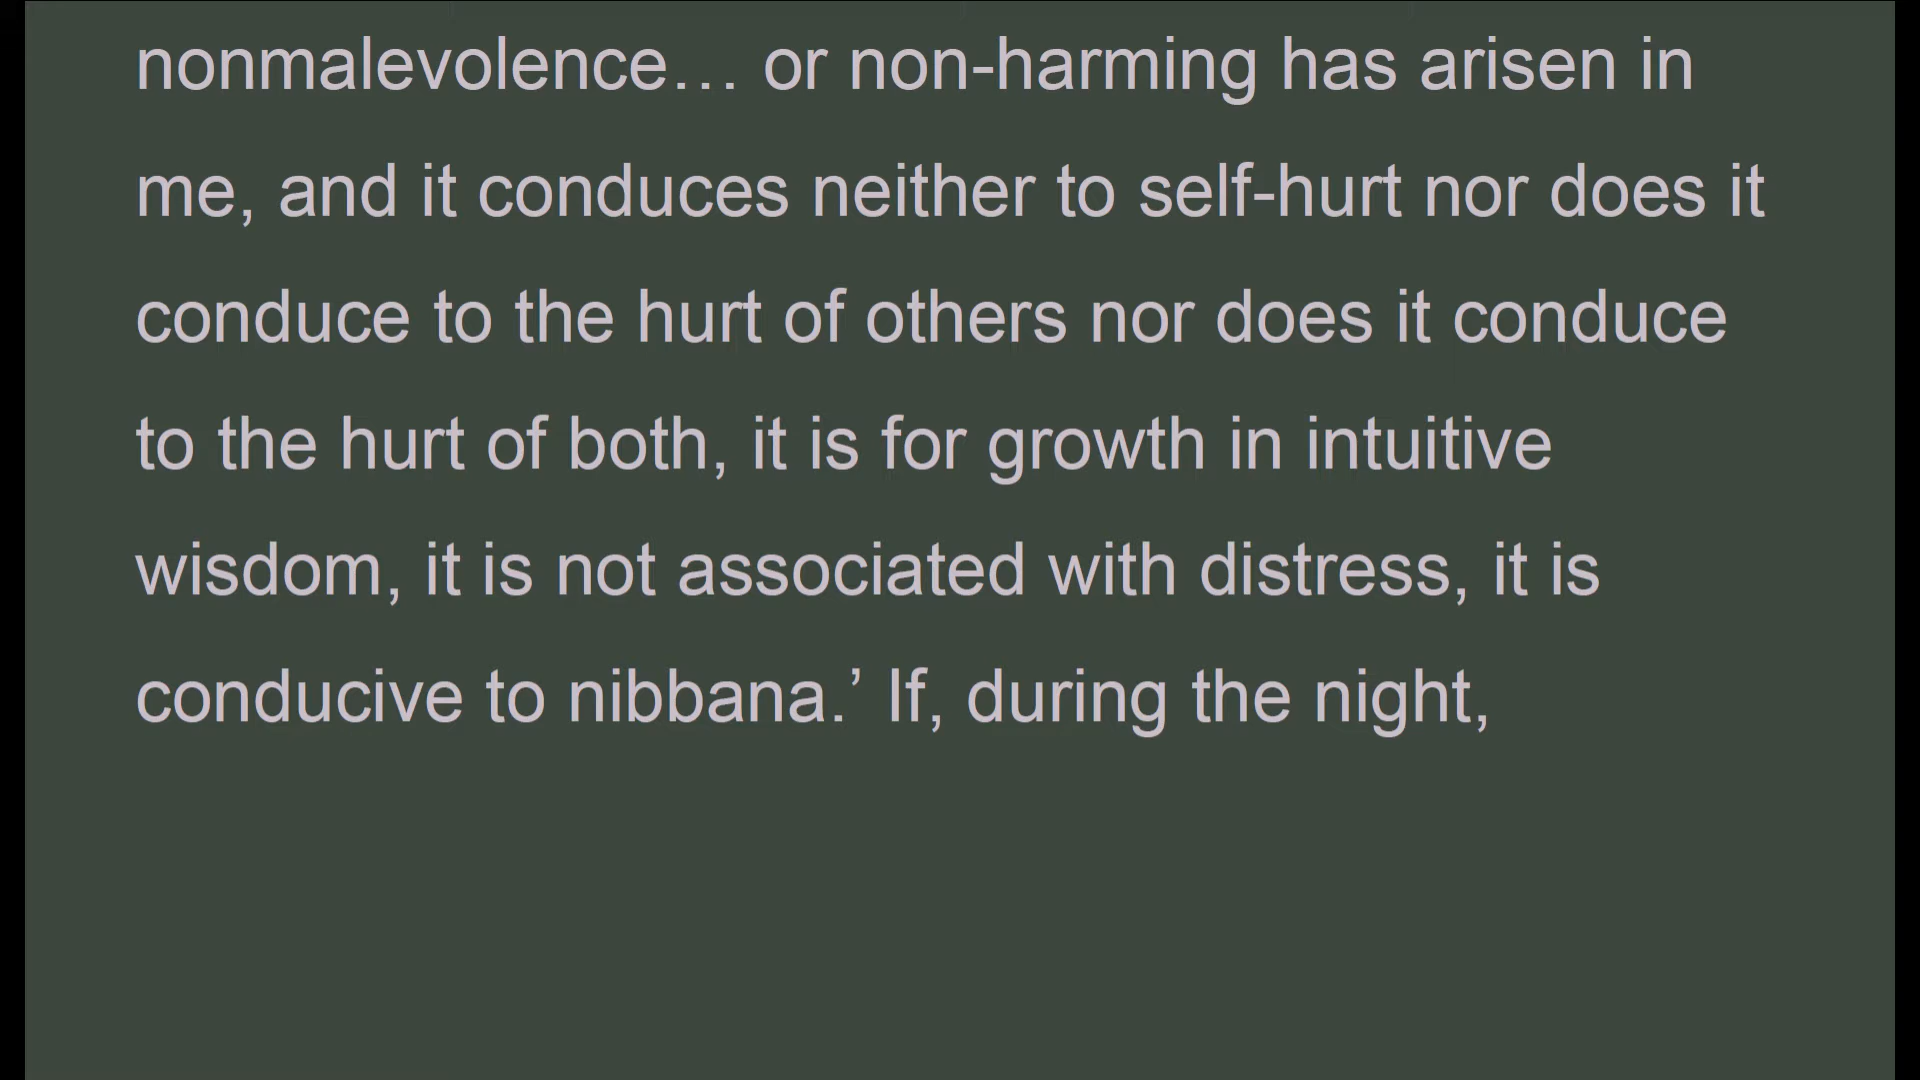 nonmalevolence… or non-harming has arisen in
me, and it conduces neither to self-hurt nor does it
conduce to the hurt of others nor does it conduce
to the hurt of both, it is for growth in intuitive
wisdom, it is not associated with distress, it is
conducive to nibbana.’ If, during the night,